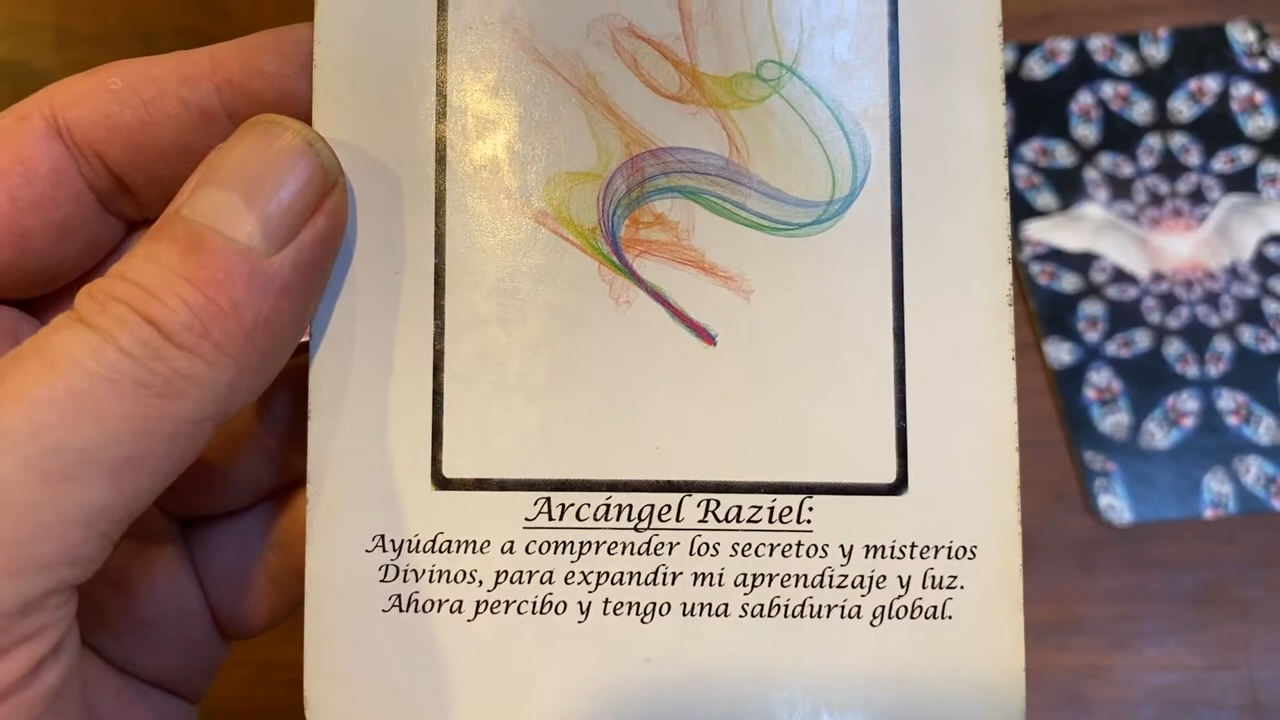 Arcángel Raziel:
Ayúdame a comprender los secretos y misterios
Divinos, para expandir mi aprendizaje y luz.
Ahora percibo y tengo una sabiduría global.